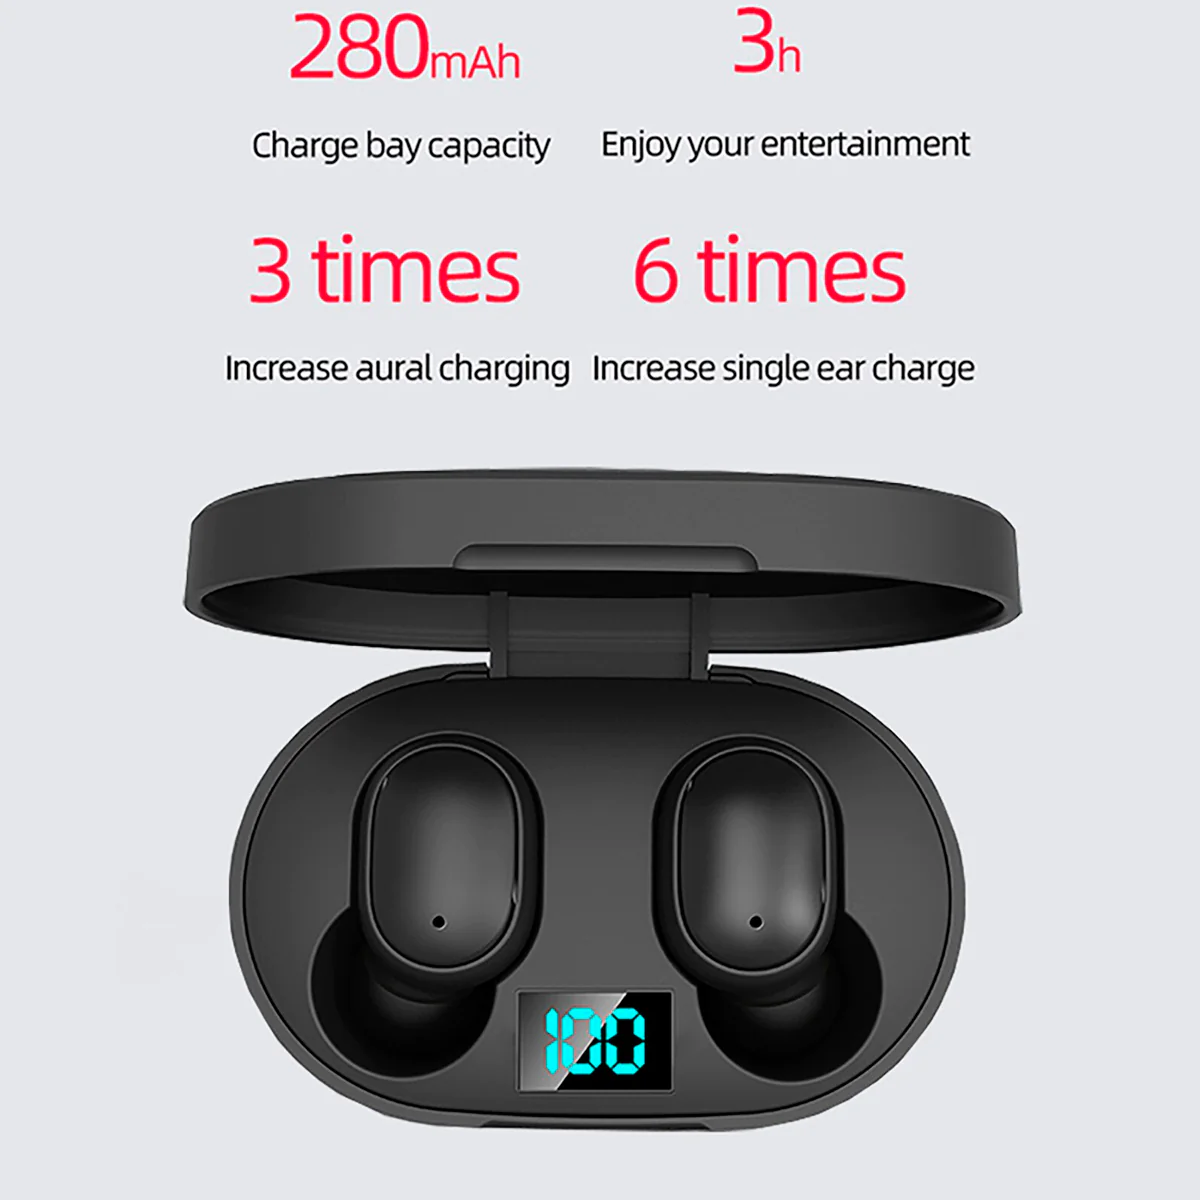 280mAh 3h
Charge bay capacity Enjoy your entertainment
3 times 6 times
Increase aural charging Increase single ear charge
100